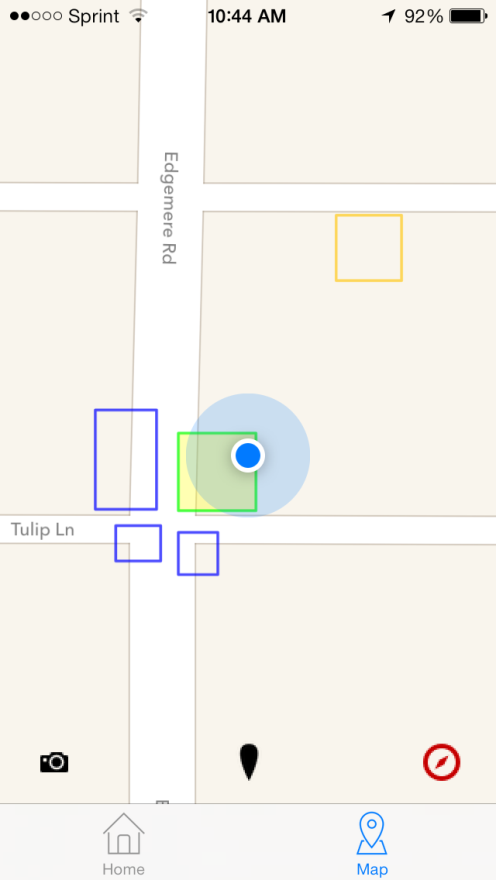 Sprint 10:44 AM 92%
Edgemere Rd
Tulip Ln
Home Map